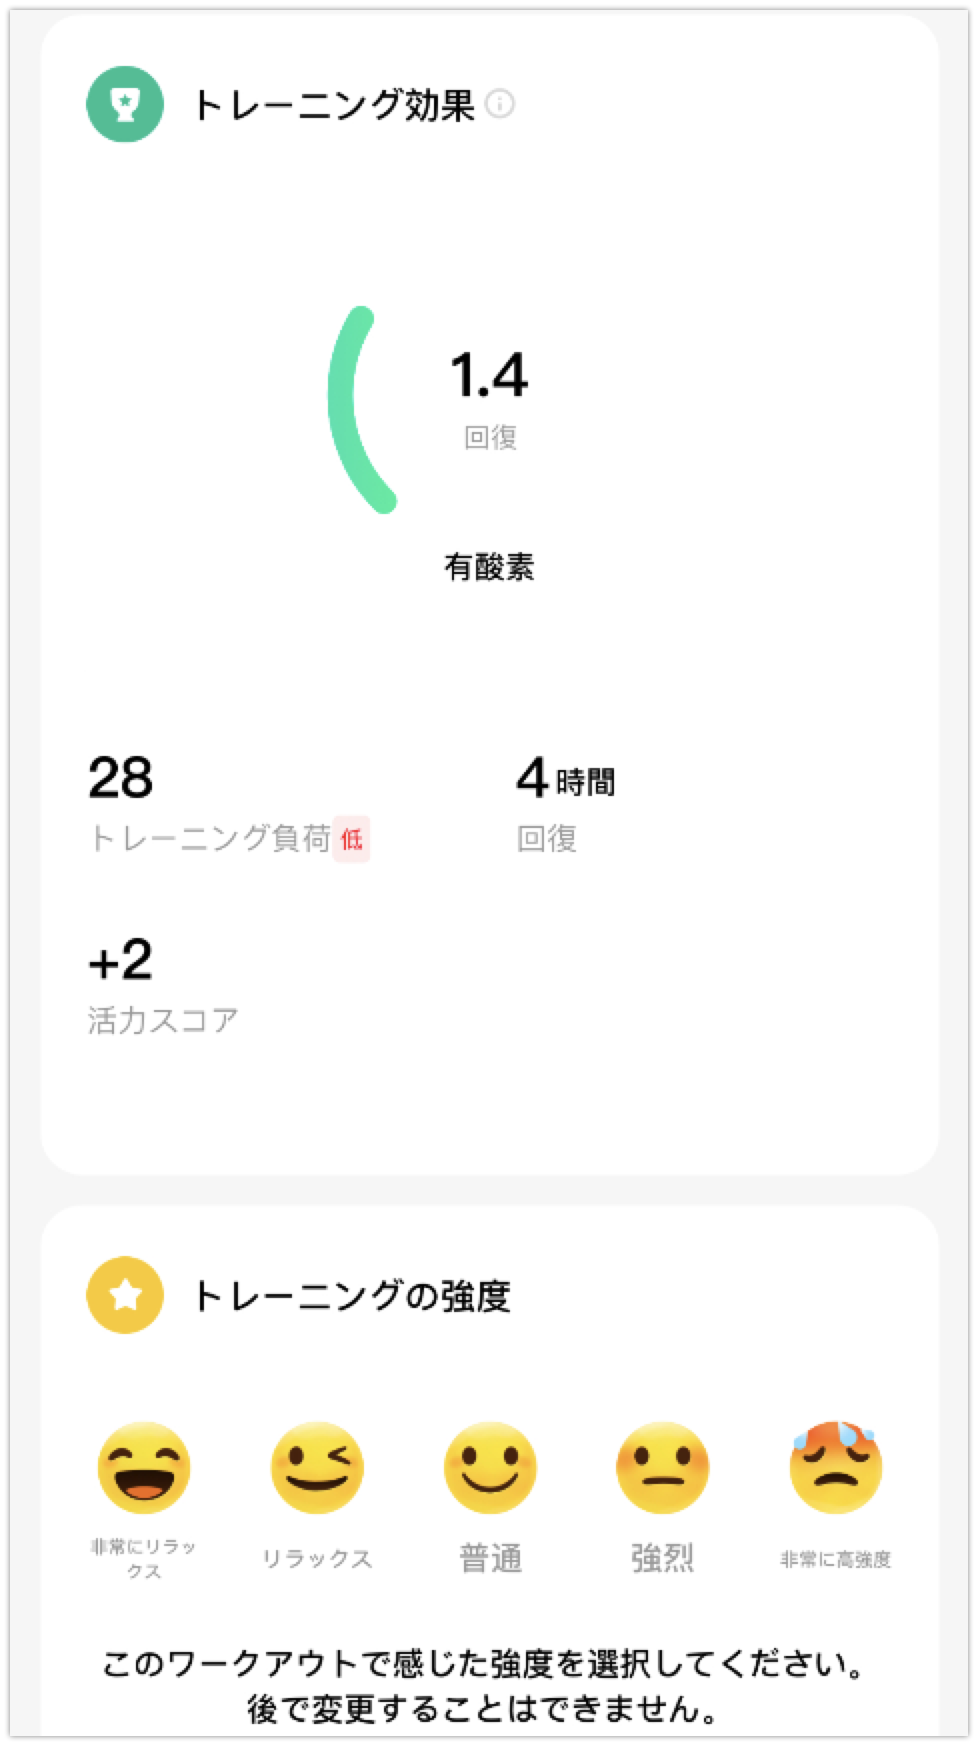 トレーニング効果
1.4
回復
有酸素
28
トレーニング負荷 低
4時間
回復
+2
活力スコア
トレーニングの強度
非常にリラッ
クス
リラックス
普通
強烈
非常に高強度
このワークアウトで感じた強度を選択してください。
後で変更することはできません。